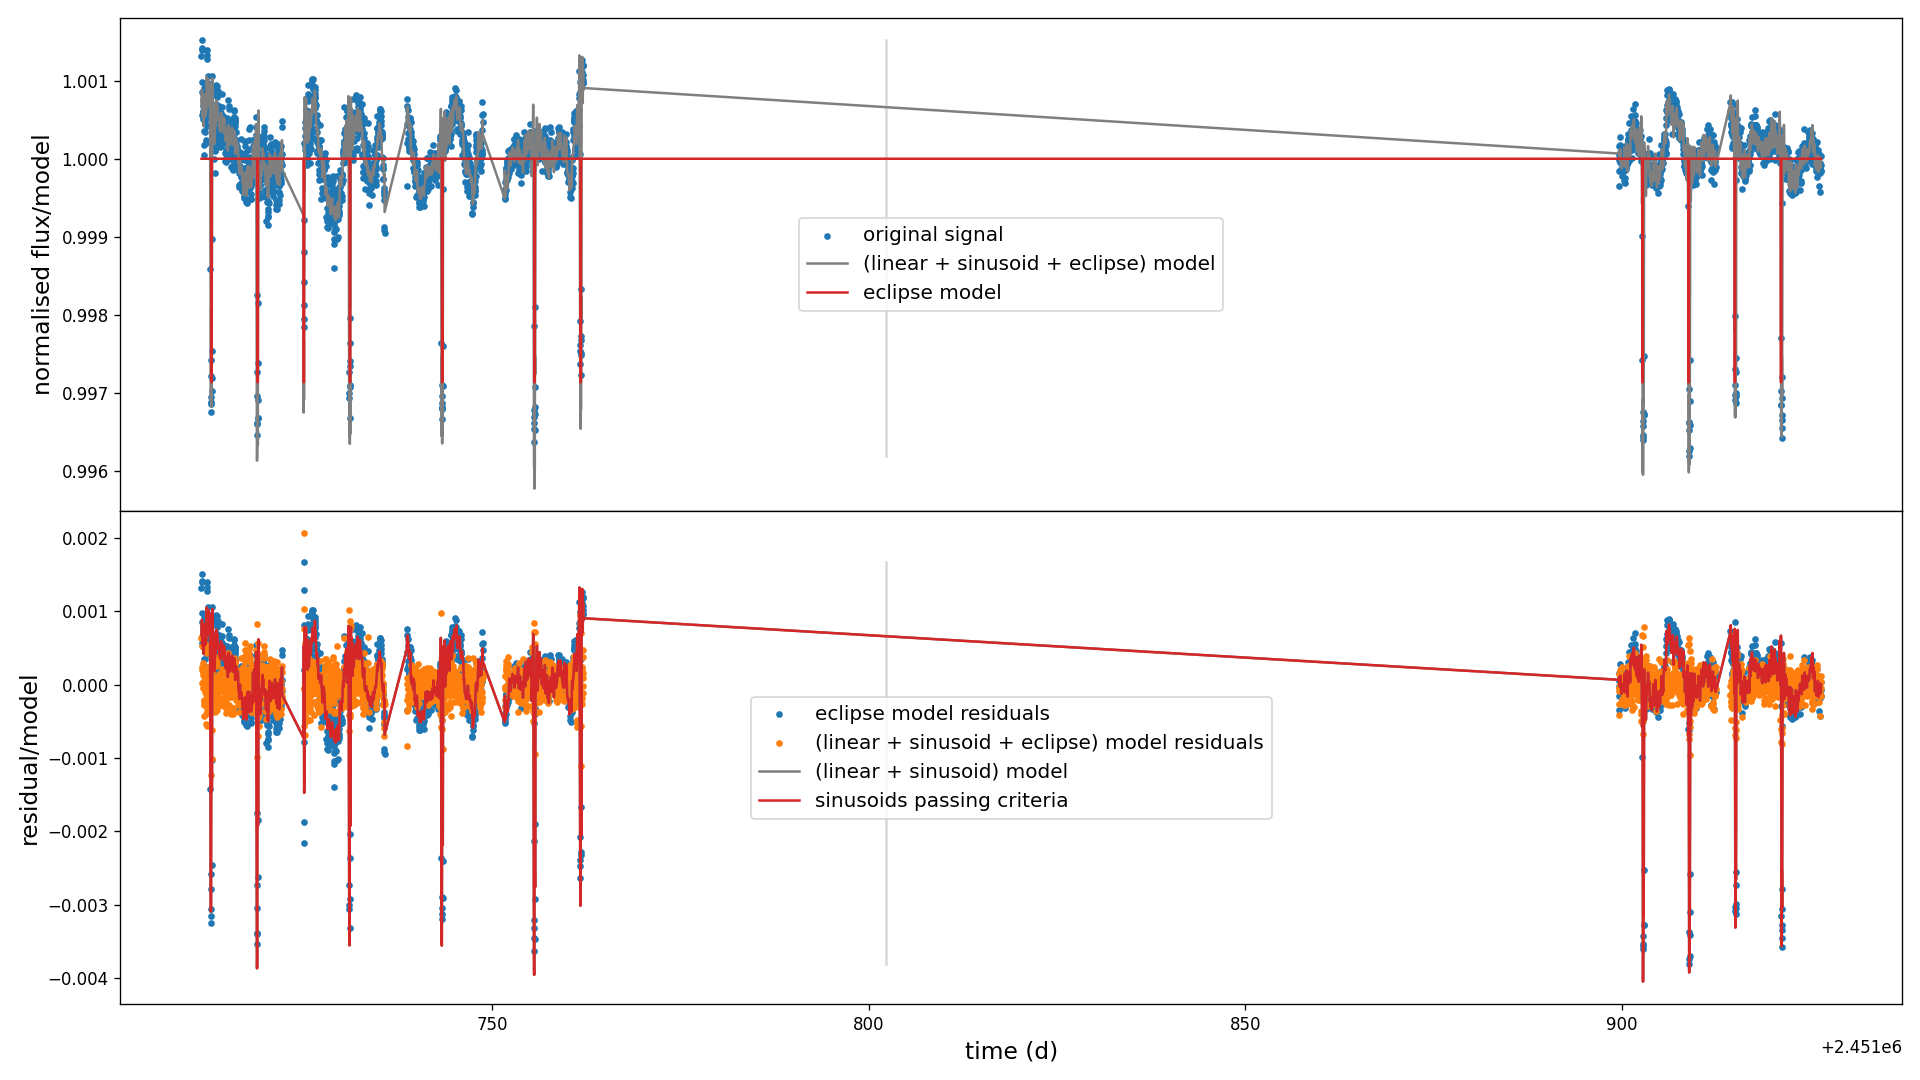 normalised flux/model
1.001
1.000
0.999
0.998
0.997
0.996
original signal
(linear + sinusoid + eclipse) model
eclipse model
residual/model
0.002
0.001
0.000
−0.001
−0.002
−0.003
−0.004
eclipse model residuals
(linear + sinusoid + eclipse) model residuals
(linear + sinusoid) model
sinusoids passing criteria
750
800
850
900
time (d)
+2.451e6